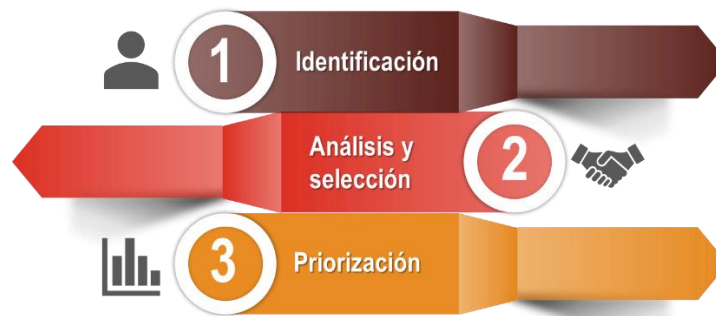 1
Identificación
Análisis y
selección
2
3
Priorización